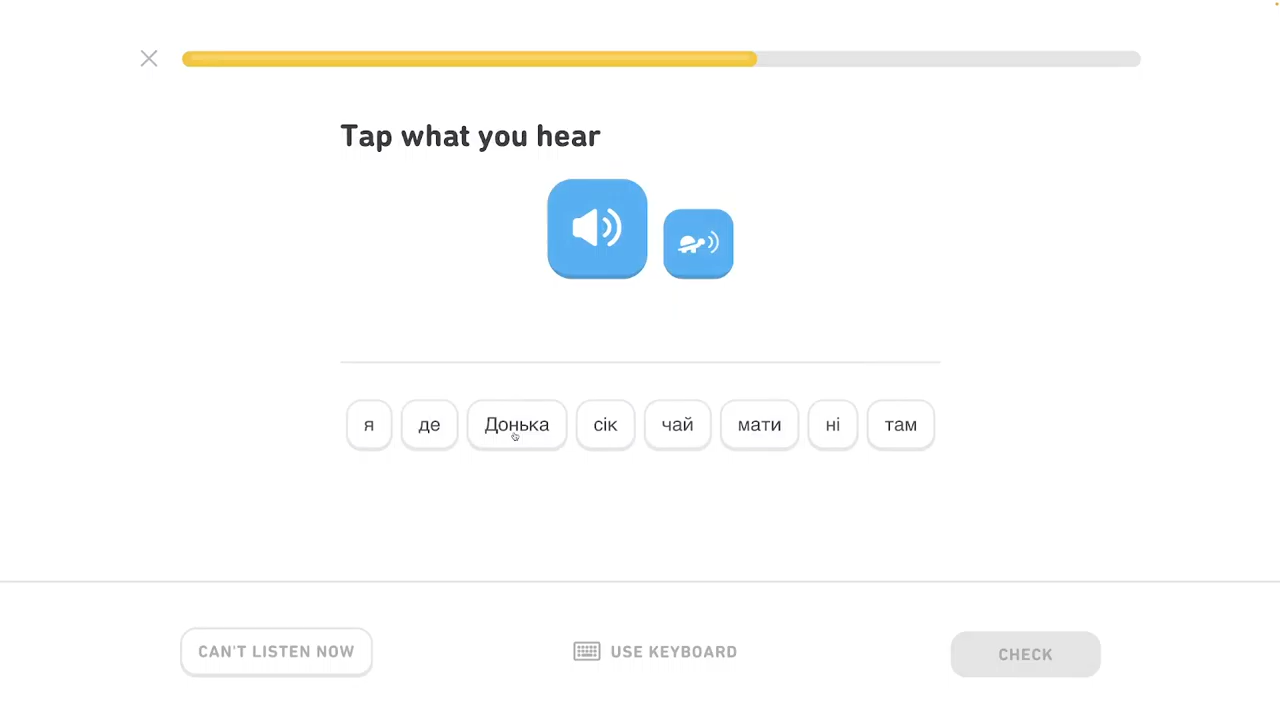 Tap what you hear
я де Донька сік чай мати ні там
CAN'T LISTEN NOW USE KEYBOARD CHECK